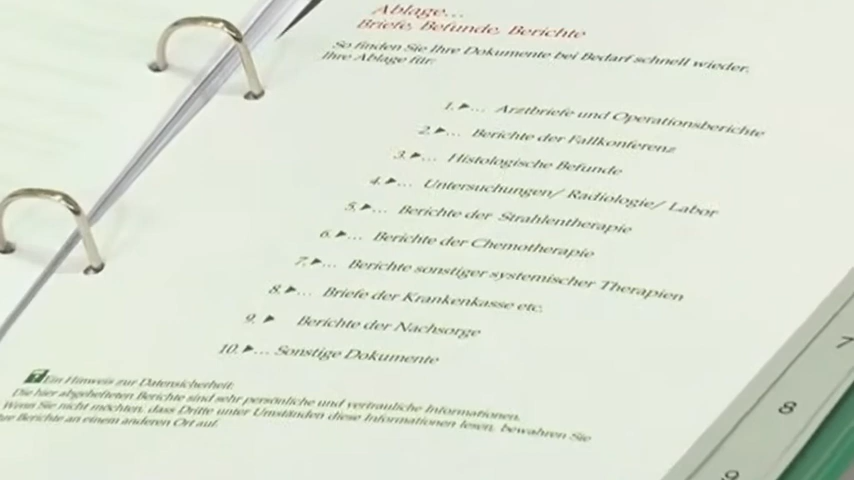 Ablage...
Briefe, Befunde, Berichte
So finden Sie Ihre Dokumente bei Bedarf schnell wieder.
Ihre Ablage für:
1. ▶... Arztbriefe und Operationsberichte
2. ▶... Berichte der Fallkonferenz
3. ▶... Histologische Befunde
4. ▶... Untersuchungen/ Radiologie/ Labor
5. ▶... Berichte der Strahlentherapie
6. ▶... Berichte der Chemotherapie
7. ▶... Berichte sonstiger systemischer Therapien
8. ▶... Briefe der Krankenkasse etc.
9. ▶ Berichte der Nachsorge
10. ▶... Sonstige Dokumente
Ein Hinweis zur Datensicherheit:
Die hier abgehefteten Berichte sind sehr persönliche und vertrauliche Informationen.
Wenn Sie nicht möchten, dass Dritte unter Umständen diese Informationen lesen, bewahren Sie
Berichte an einem anderen Ort auf.
7
8
9